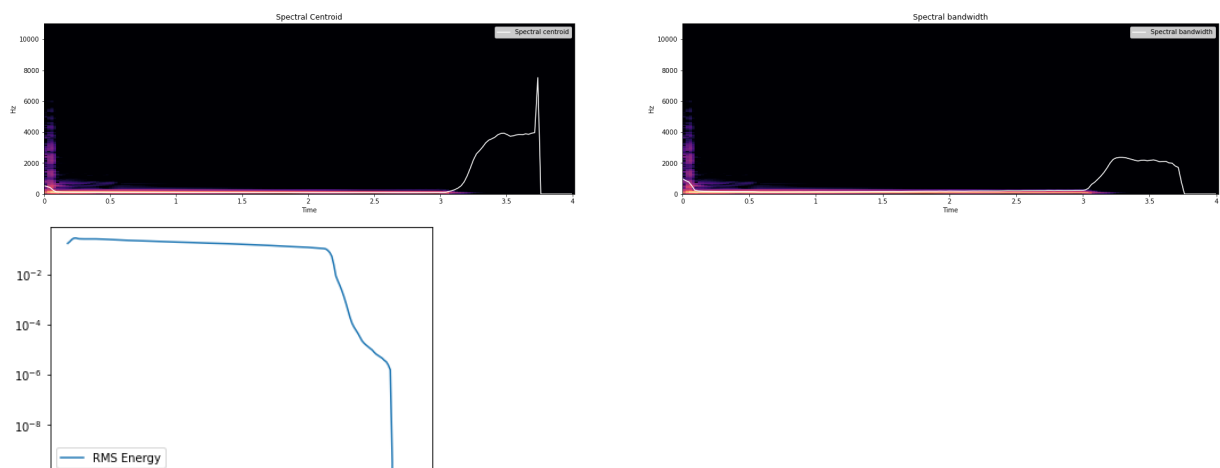 Spectral Centroid
Spectral centroid
10000
8000
6000
4000
2000
0
Hz
0 0.5 1 1.5 2 2.5 3 3.5 4
Time
Spectral bandwidth
Spectral bandwidth
10000
8000
6000
4000
2000
0
Hz
0 0.5 1 1.5 2 2.5 3 3.5 4
Time
10⁻²
10⁻⁴
10⁻⁶
10⁻⁸
RMS Energy